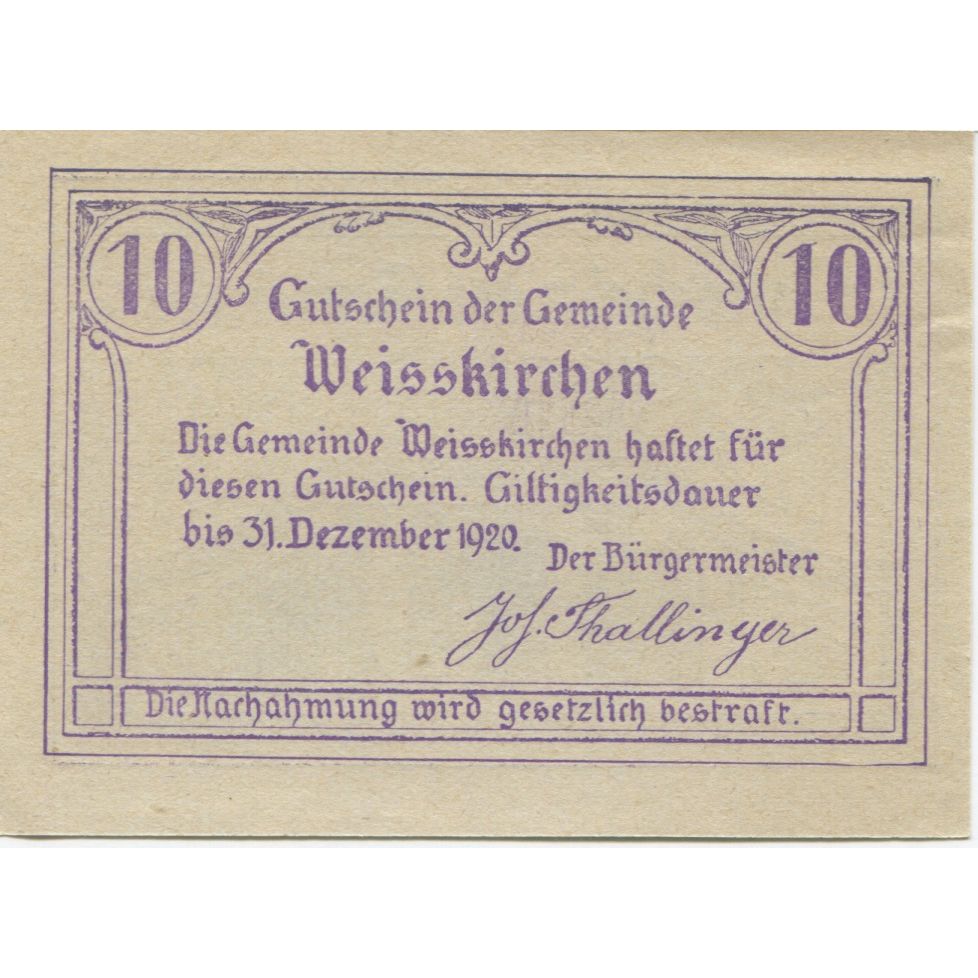 10 10
Gutschein der Gemeinde
Weisskirchen
Die Gemeinde Weisskirchen haftet für
diesen Gutschein. Giltigkeitsdauer
bis 31. Dezember 1920.
Der Bürgermeister
Jos. Thallinger
Die Nachahmung wird gesetzlich bestraft.